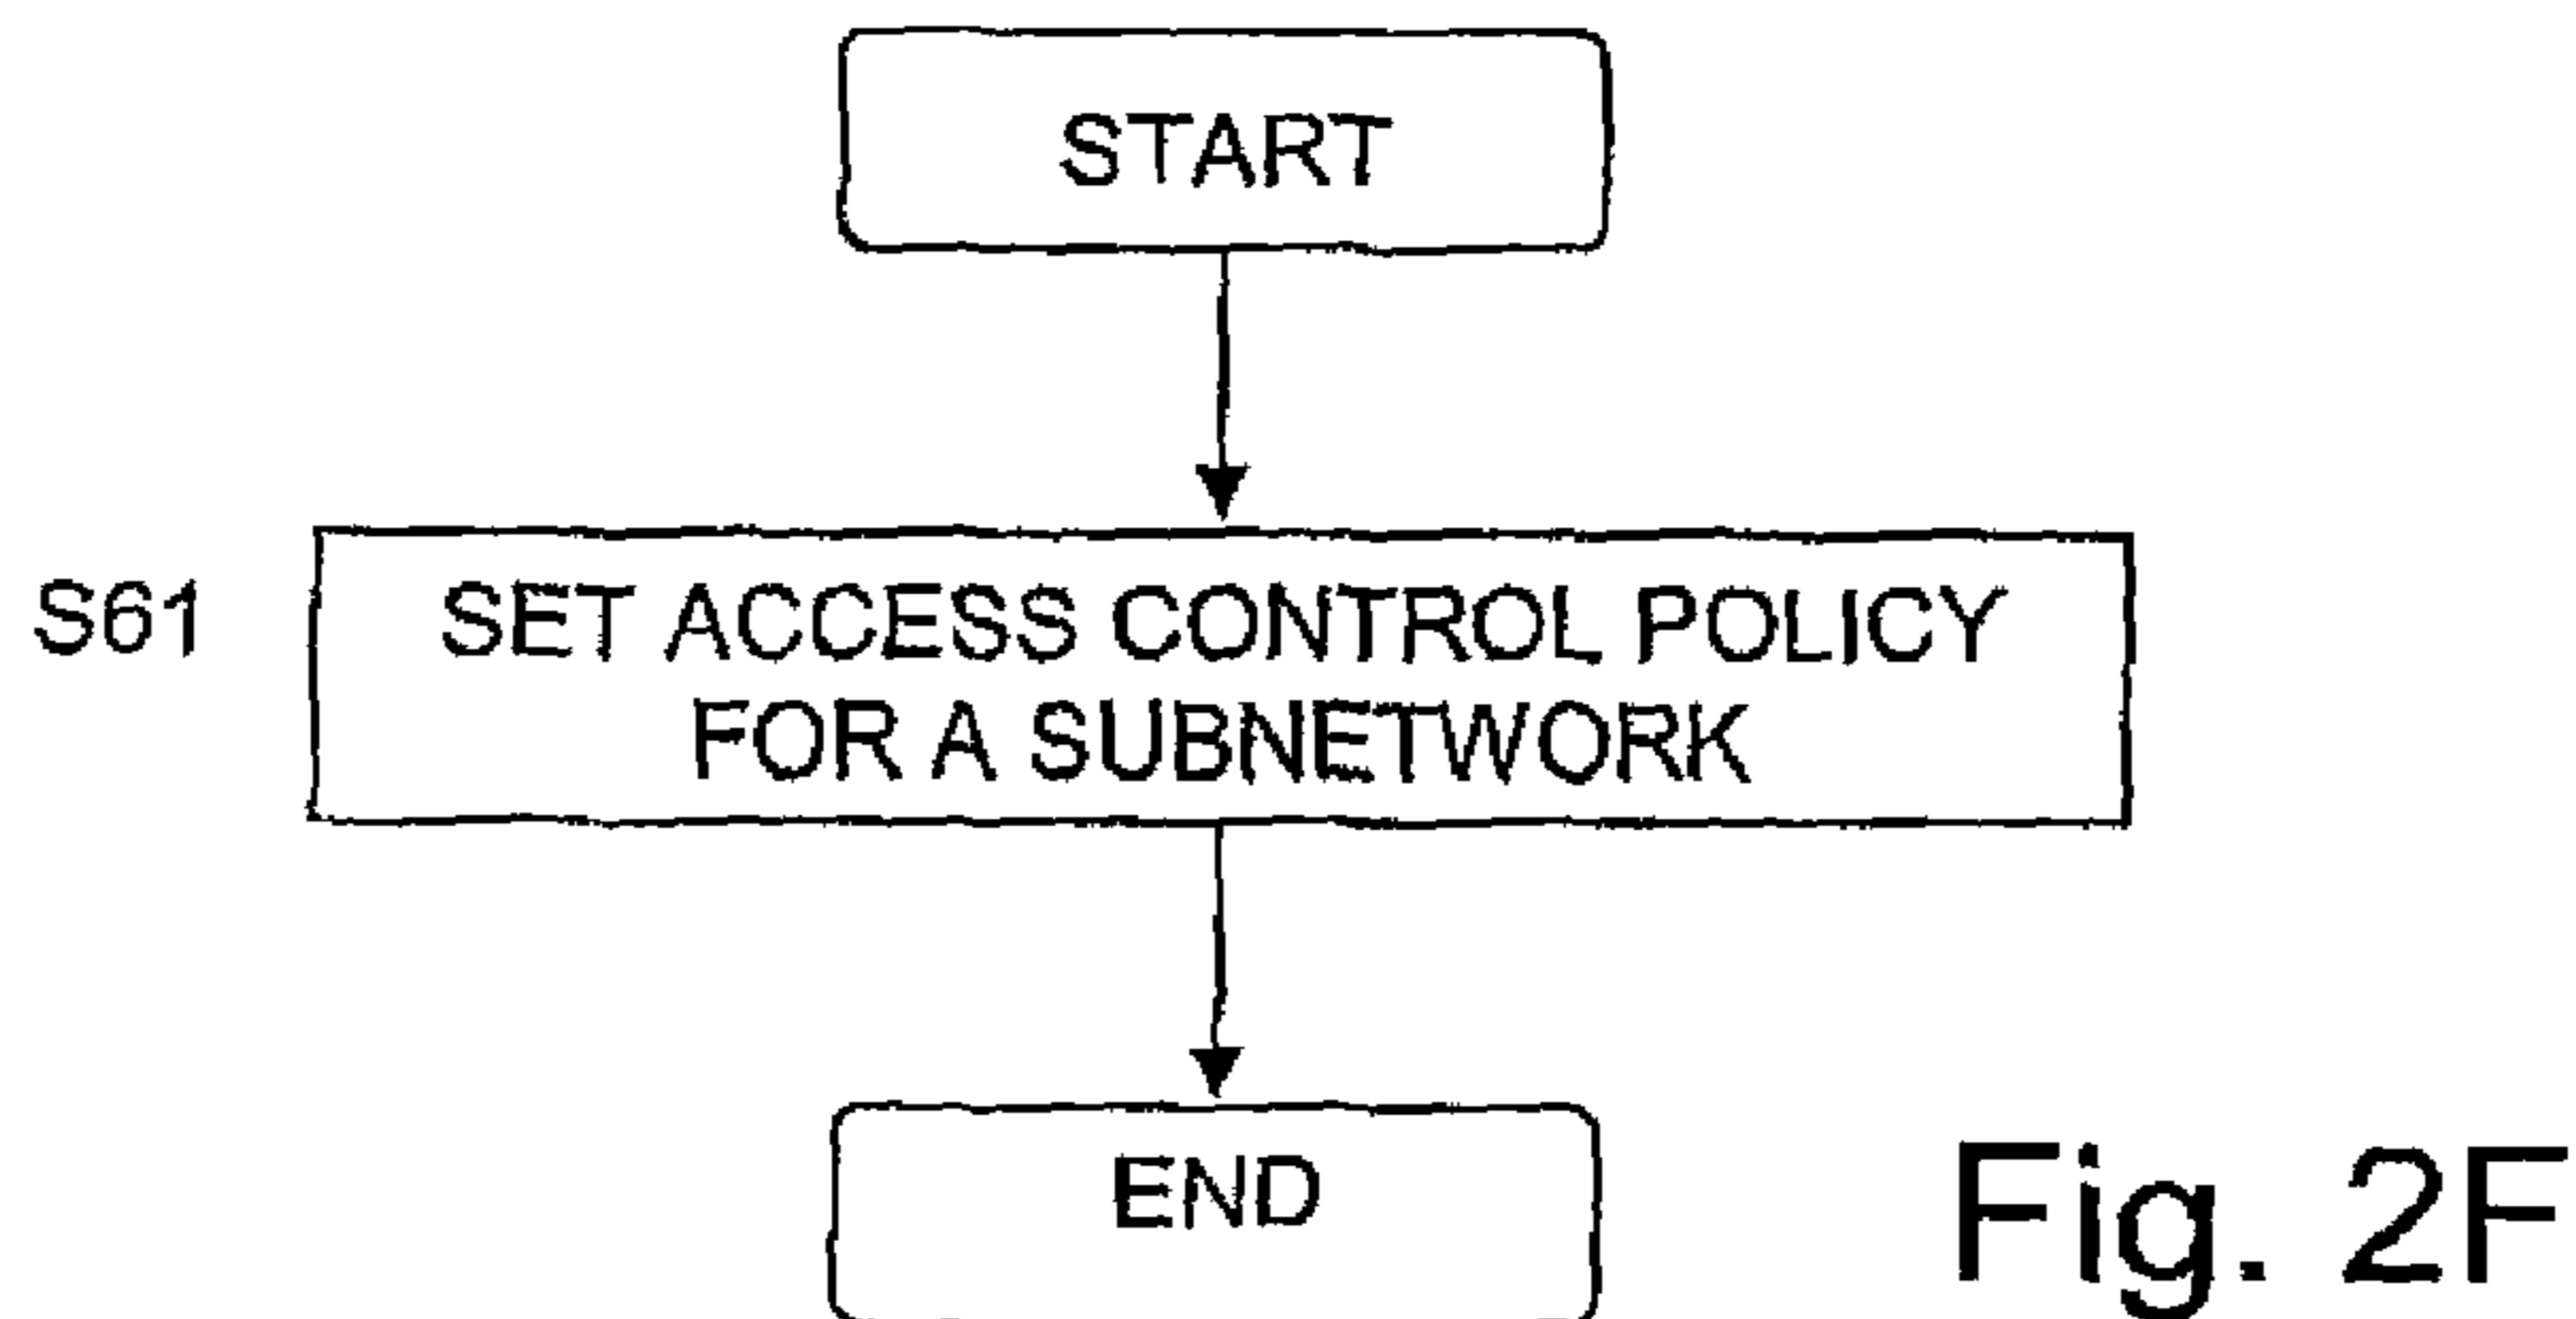 START
S61
SET ACCESS CONTROL POLICY
FOR A SUBNETWORK
END
Fig. 2F